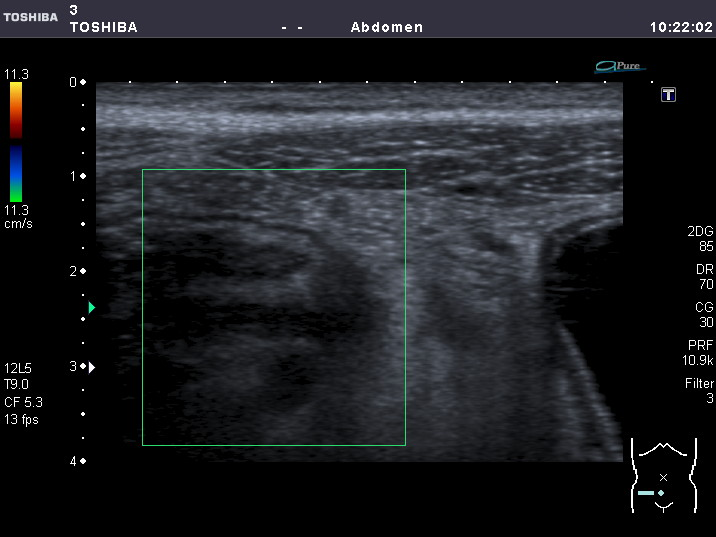 TOSHIBA
3
TOSHIBA - - Abdomen 10:22:02
11.3
11.3
cm/s
12L5
T9.0
CF 5.3
13 fps
0
1
2
3
4
Pure
T
2DG
85
DR
70
CG
30
PRF
10.9k
Filter
3